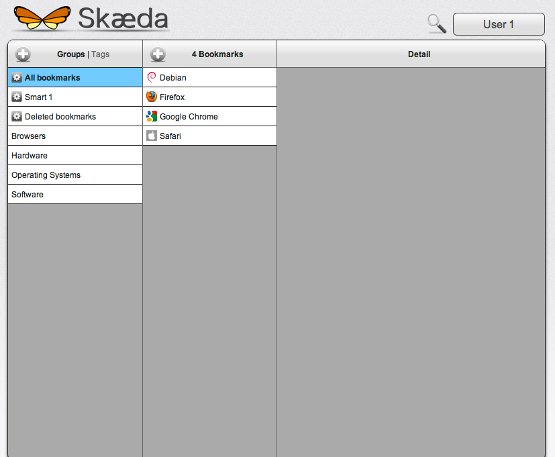 Skæda
User 1
Groups | Tags
4 Bookmarks
Detail
All bookmarks
Smart 1
Deleted bookmarks
Browsers
Hardware
Operating Systems
Software
Debian
Firefox
Google Chrome
Safari